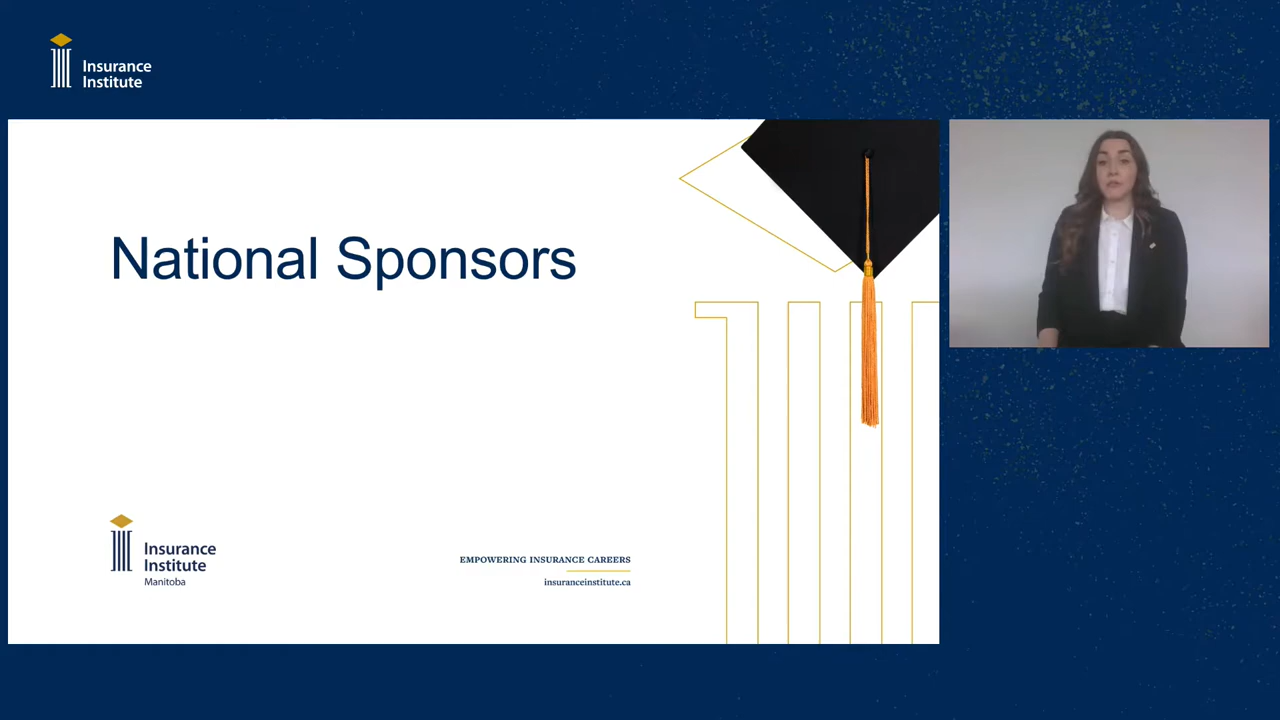 Insurance
Institute
National Sponsors
Insurance
Institute
Manitoba
EMPOWERING INSURANCE CAREERS
insuranceinstitute.ca